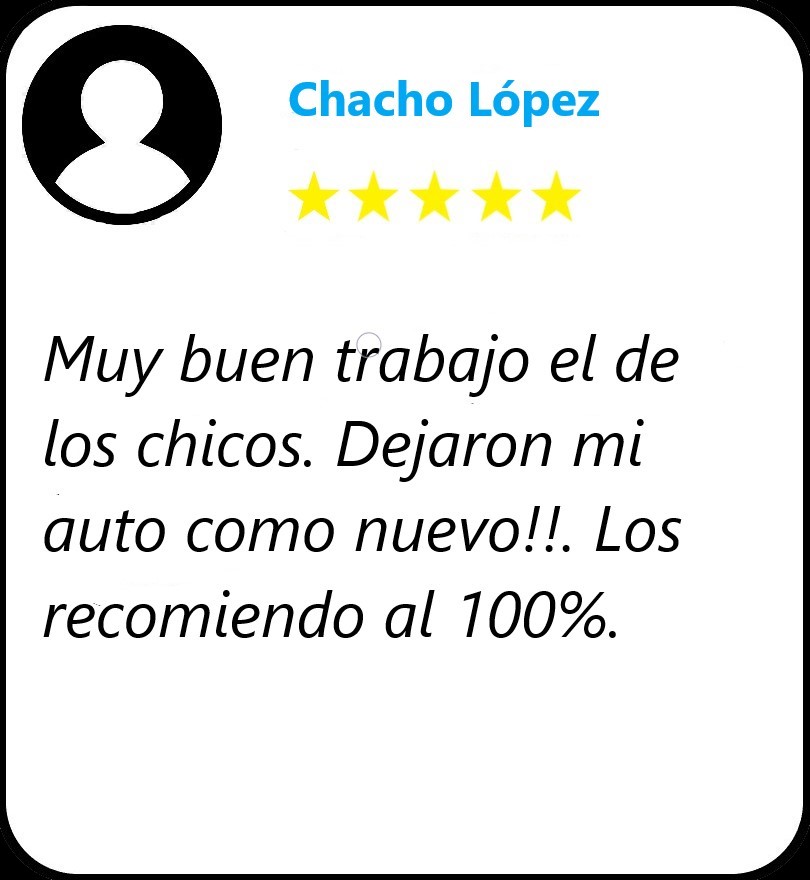 Chacho López
Muy buen trabajo el de
los chicos. Dejaron mi
auto como nuevo!!. Los
recomiendo al 100%.